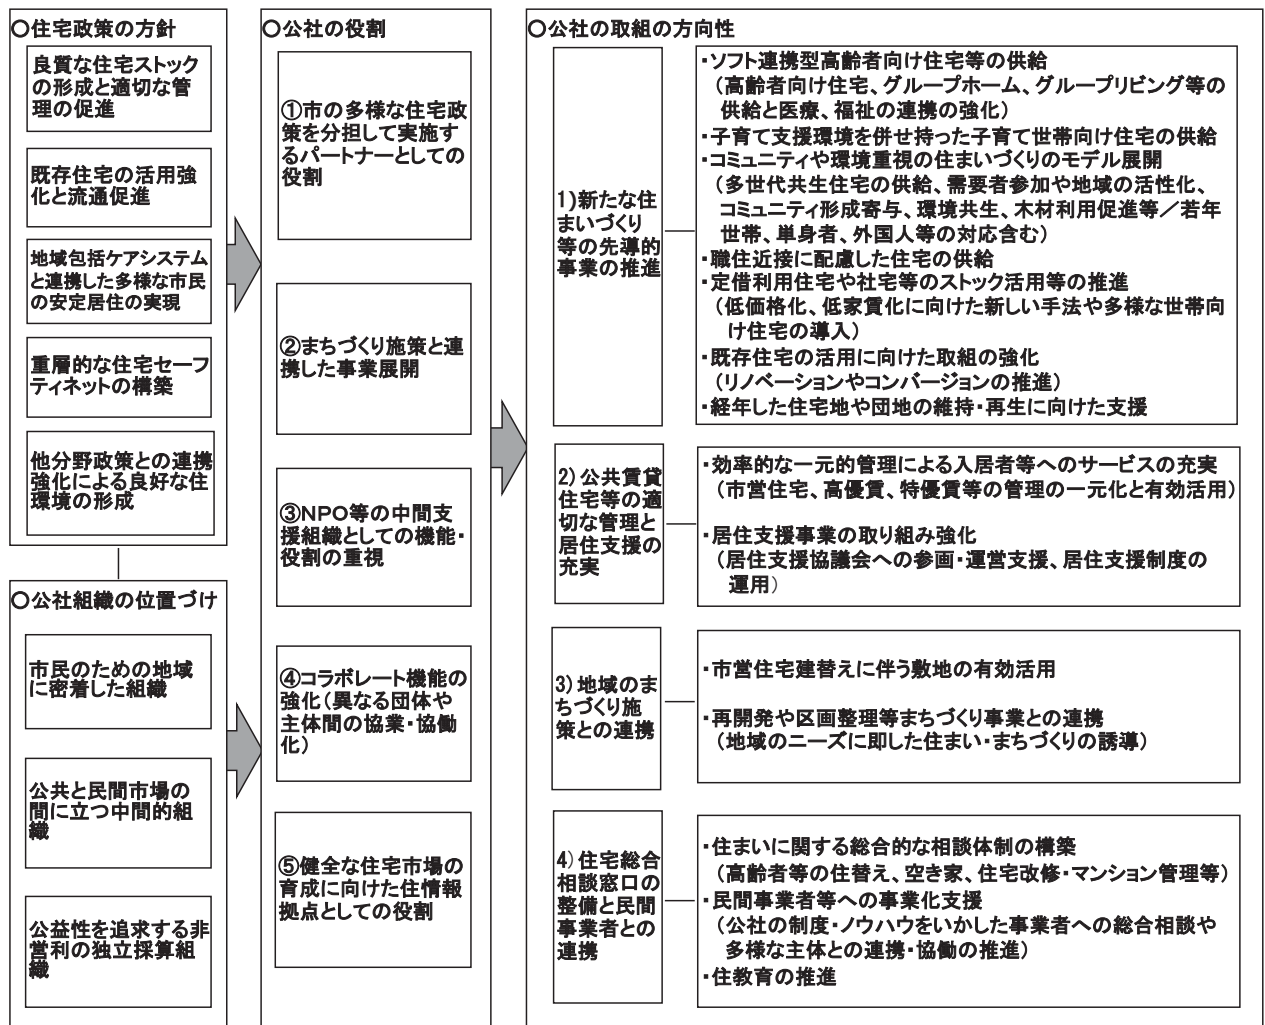 ○住宅政策の方針
良質な住宅ストック
の形成と適切な管
理の促進
既存住宅の活用強
化と流通促進
地域包括ケアシステム
と連携した多様な市民
の安定居住の実現
重層的な住宅セーフ
ティネットの構築
他分野政策との連携
強化による良好な住
環境の形成
○公社組織の位置づけ
市民のための地域
に密着した組織
公共と民間市場の
間に立つ中間的組
織
公益性を追求する非
営利の独立採算組
織
○公社の役割
①市の多様な住宅政
策を分担して実施す
るパートナーとしての
役割
②まちづくり施策と連
携した事業展開
③NPO等の中間支
援組織としての機能・
役割の重視
④コラボレート機能の
強化(異なる団体や
主体間の協業・協働
化)
⑤健全な住宅市場の
育成に向けた住情報
拠点としての役割
○公社の取組の方向性
1)新たな住
まいづくり
等の先導的
事業の推進
・ソフト連携型高齢者向け住宅等の供給
(高齢者向け住宅、グループホーム、グループリビング等の
供給と医療、福祉の連携の強化)
・子育て支援環境を併せ持った子育て世帯向け住宅の供給
・コミュニティや環境重視の住まいづくりのモデル展開
(多世代共生住宅の供給、需要者参加や地域の活性化、
コミュニティ形成寄与、環境共生、木材利用促進等/若年
世帯、単身者、外国人等の対応含む)
・職住近接に配慮した住宅の供給
・定借利用住宅や社宅等のストック活用等の推進
(低価格化、低家賃化に向けた新しい手法や多様な世帯向
け住宅の導入)
・既存住宅の活用に向けた取組の強化
(リノベーションやコンバージョンの推進)
・経年した住宅地や団地の維持・再生に向けた支援
2)公共賃貸
住宅等の適
切な管理と
居住支援の
充実
・効率的な一元的管理による入居者等へのサービスの充実
(市営住宅、高優賃、特優賃等の管理の一元化と有効活用)
・居住支援事業の取り組み強化
(居住支援協議会への参画・運営支援、居住支援制度の
運用)
3)地域のま
ちづくり施
策との連携
・市営住宅建替えに伴う敷地の有効活用
・再開発や区画整理等まちづくり事業との連携
(地域のニーズに即した住まい・まちづくりの誘導)
4)住宅総合
相談窓口の
整備と民間
事業者との
連携
・住まいに関する総合的な相談体制の構築
(高齢者等の住替え、空き家、住宅改修・マンション管理等)
・民間事業者等への事業化支援
(公社の制度・ノウハウをいかした事業者への総合相談や
多様な主体との連携・協働の推進)
・住教育の推進